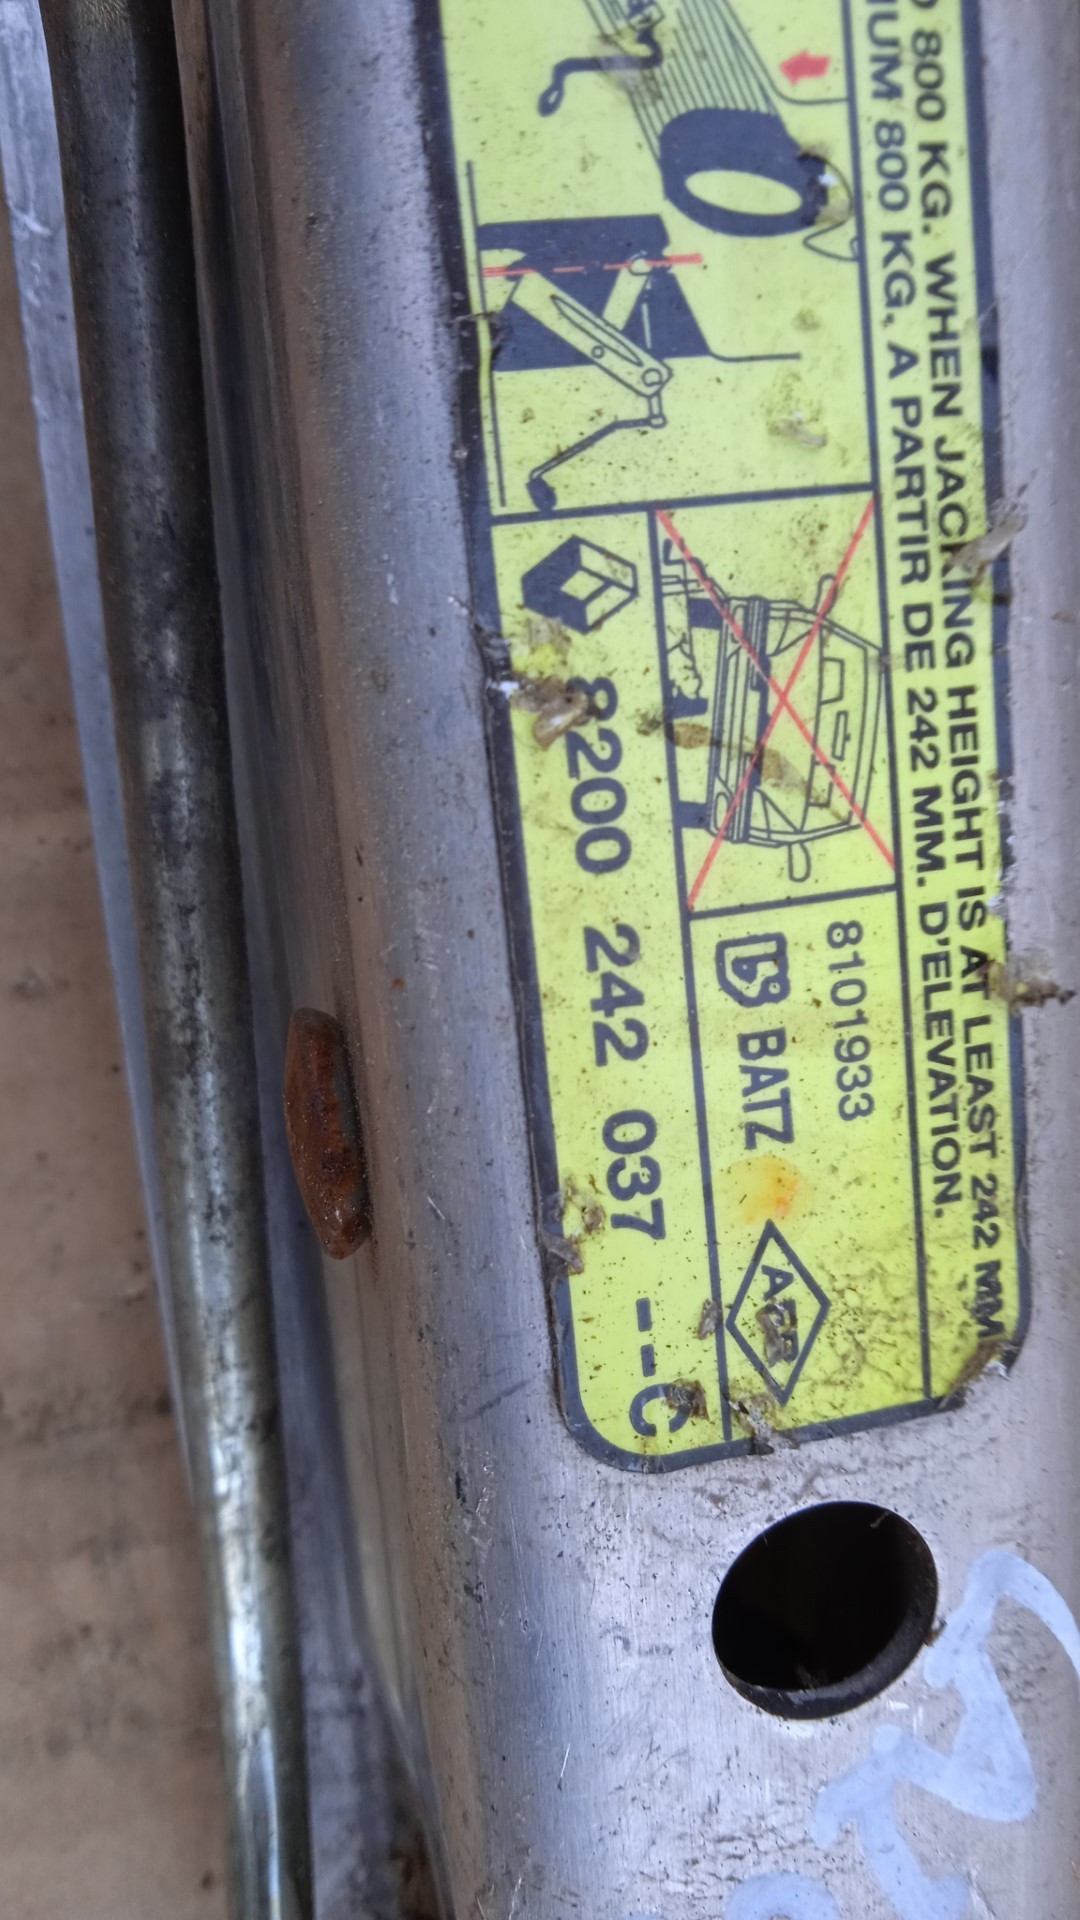 800 KG. WHEN JACKING HEIGHT IS AT LEAST 242 MM
800 KG. A PARTIR DE 242 MM. D'ELEVATION.
8101933
BATZ
8200 242 037 --C